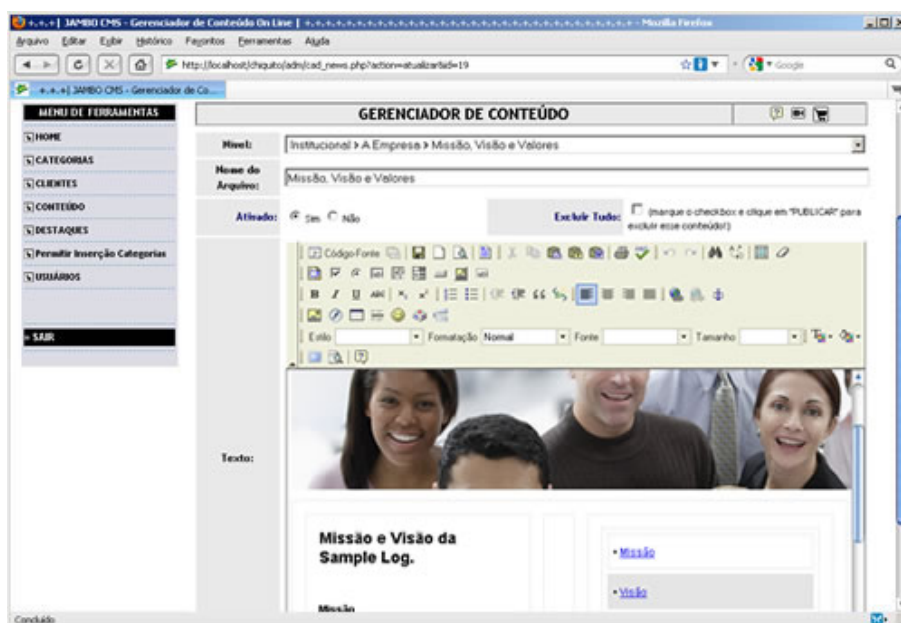 +.+.+| JAMBO CMS - Gerenciador de Conteúdo On Line | +.+.+.+.+.+.+.+.+.+.+.+.+.+.+.+.+.+.+.+.+.+.+.+.+.+.+.+.+.+ - Mozilla Firefox
Arquivo Editar Exibir Histórico Favoritos Ferramentas Ajuda
http://localhost/chiquito/adm/cad_news.php?action=atualizar&id=19
Google
+.+.+| JAMBO CMS - Gerenciador de Co...
MENU DE FERRAMENTAS
HOME
CATEGORIAS
CLIENTES
CONTEÚDO
DESTAQUES
Permitir Inserção Categorias
USUÁRIOS
» SAIR
GERENCIADOR DE CONTEÚDO
Nível: Institucional > A Empresa > Missão, Visão e Valores
Nome do Arquivo: Missão, Visão e Valores
Ativado: Sim Não
Excluir Tudo: (marque o checkbox e clique em "PUBLICAR" para
excluir esse conteúdo!)
Código-Fonte
B I U ABC
Estilo Formatação Normal Fonte Tamanho
Texto:
Missão e Visão da
Sample Log.
Missão
• Missão
• Visão
Concluído